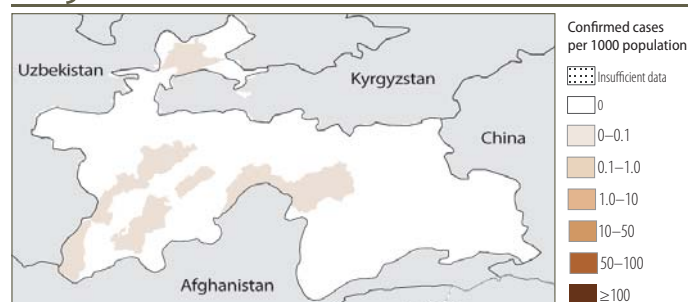 Uzbekistan
Kyrgyzstan
China
Afghanistan
Confirmed cases
per 1000 population
Insufficient data
0
0–0.1
0.1–1.0
1.0–10
10–50
50–100
≥100